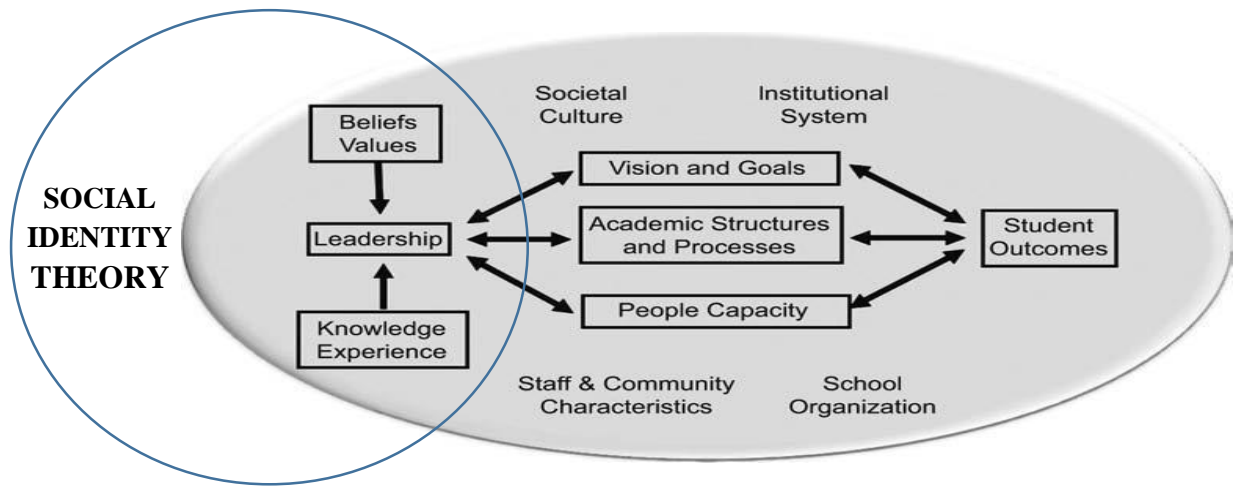 SOCIAL
IDENTITY
THEORY
Beliefs
Values
Leadership
Knowledge
Experience
Societal
Culture
Institutional
System
Vision and Goals
Academic Structures
and Processes
People Capacity
Student
Outcomes
Staff & Community
Characteristics
School
Organization